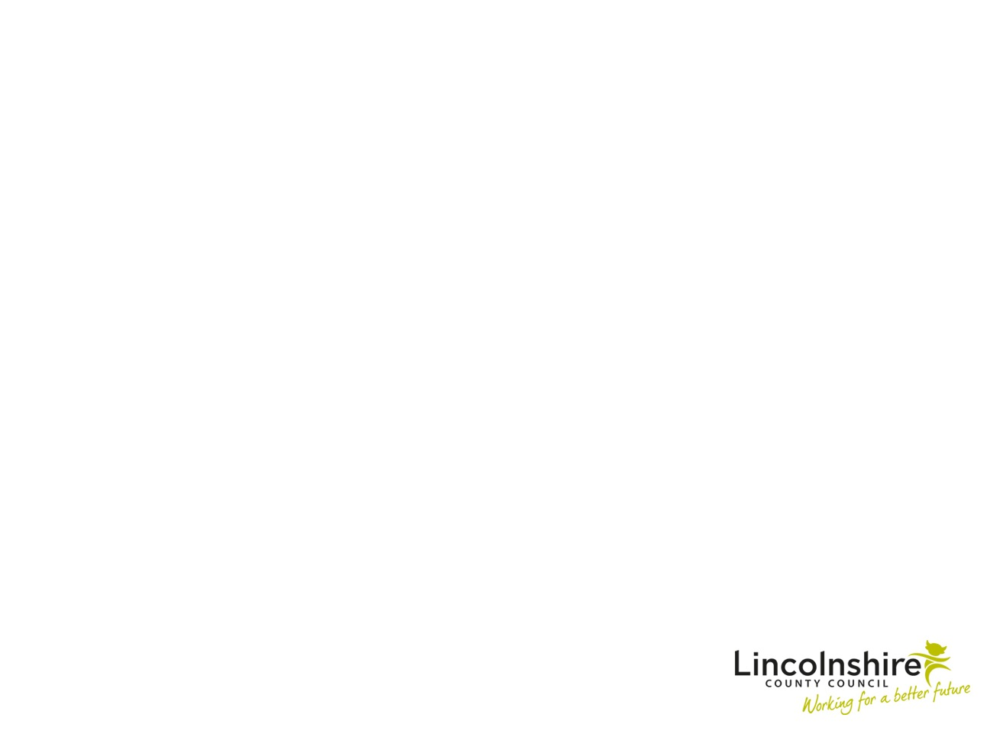 Lincolnshire
COUNTY COUNCIL
Working for a better future